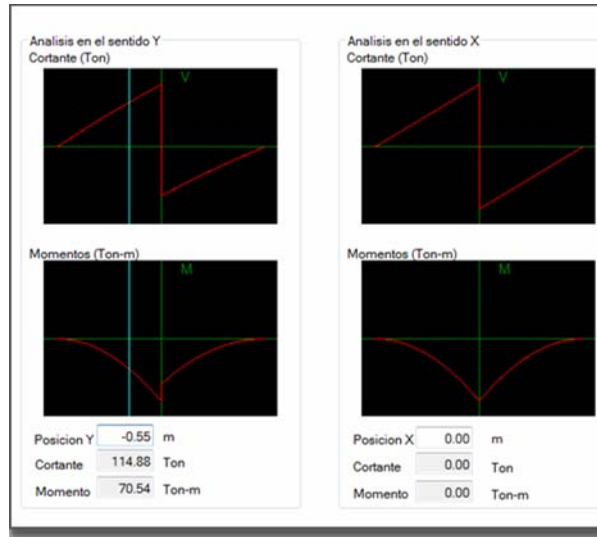 Analisis en el sentido Y
Cortante (Ton)
V
Momentos (Ton-m)
M
Posicion Y -0.55 m
Cortante 114.88 Ton
Momento 70.54 Ton-m
Analisis en el sentido X
Cortante (Ton)
V
Momentos (Ton-m)
M
Posicion X 0.00 m
Cortante 0.00 Ton
Momento 0.00 Ton-m